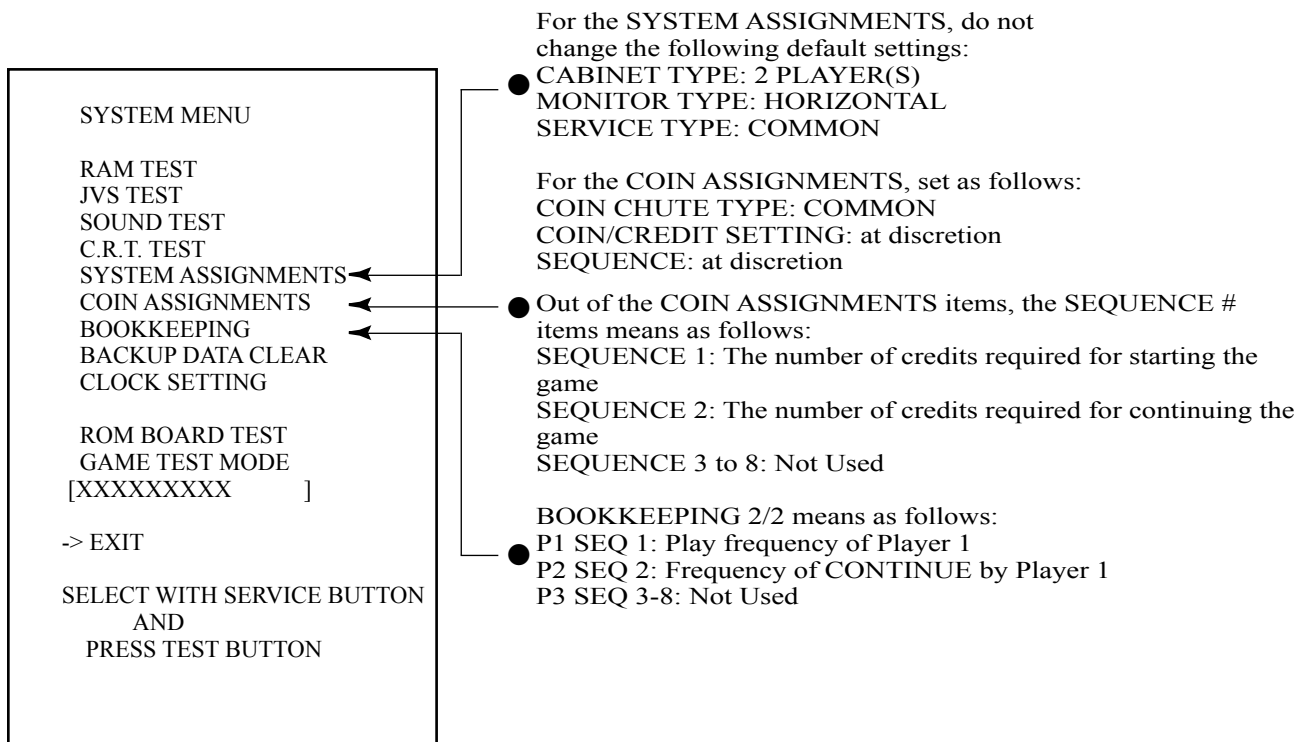 SYSTEM MENU
RAM TEST
JVS TEST
SOUND TEST
C.R.T. TEST
SYSTEM ASSIGNMENTS
COIN ASSIGNMENTS
BOOKKEEPING
BACKUP DATA CLEAR
CLOCK SETTING
ROM BOARD TEST
GAME TEST MODE
[XXXXXXXXX ]
-> EXIT
SELECT WITH SERVICE BUTTON
AND
PRESS TEST BUTTON
For the SYSTEM ASSIGNMENTS, do not
change the following default settings:
CABINET TYPE: 2 PLAYER(S)
MONITOR TYPE: HORIZONTAL
SERVICE TYPE: COMMON
For the COIN ASSIGNMENTS, set as follows:
COIN CHUTE TYPE: COMMON
COIN/CREDIT SETTING: at discretion
SEQUENCE: at discretion
Out of the COIN ASSIGNMENTS items, the SEQUENCE #
items means as follows:
SEQUENCE 1: The number of credits required for starting the
game
SEQUENCE 2: The number of credits required for continuing the
game
SEQUENCE 3 to 8: Not Used
BOOKKEEPING 2/2 means as follows:
P1 SEQ 1: Play frequency of Player 1
P2 SEQ 2: Frequency of CONTINUE by Player 1
P3 SEQ 3-8: Not Used